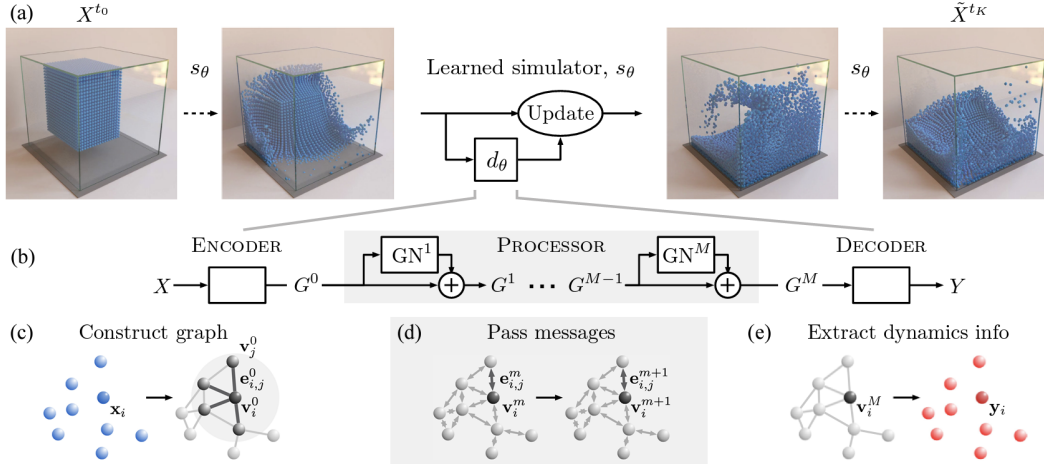 (a)
X^{t_0}
s_θ
Learned simulator, s_θ
Update
d_θ
X̃^{t_K}
s_θ
(b)
ENCODER
PROCESSOR
DECODER
X
G^0
GN^1
+
G^1
...
G^{M-1}
GN^M
+
G^M
Y
(c)
Construct graph
x_i
v_j^0
e_{i,j}^0
v_i^0
(d)
Pass messages
e_{i,j}^m
v_i^m
e_{i,j}^{m+1}
v_i^{m+1}
(e)
Extract dynamics info
v_i^M
y_i